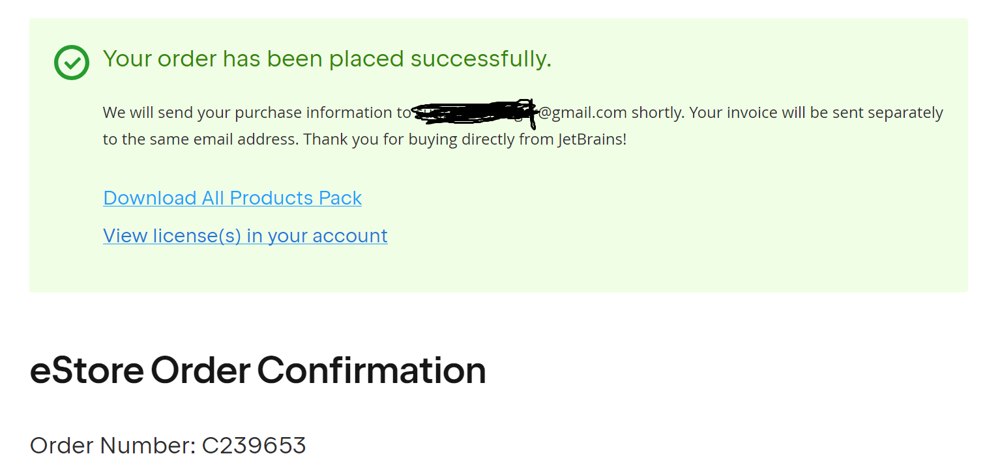 Your order has been placed successfully.
We will send your purchase information to @gmail.com shortly. Your invoice will be sent separately
to the same email address. Thank you for buying directly from JetBrains!
Download All Products Pack
View license(s) in your account
eStore Order Confirmation
Order Number: C239653